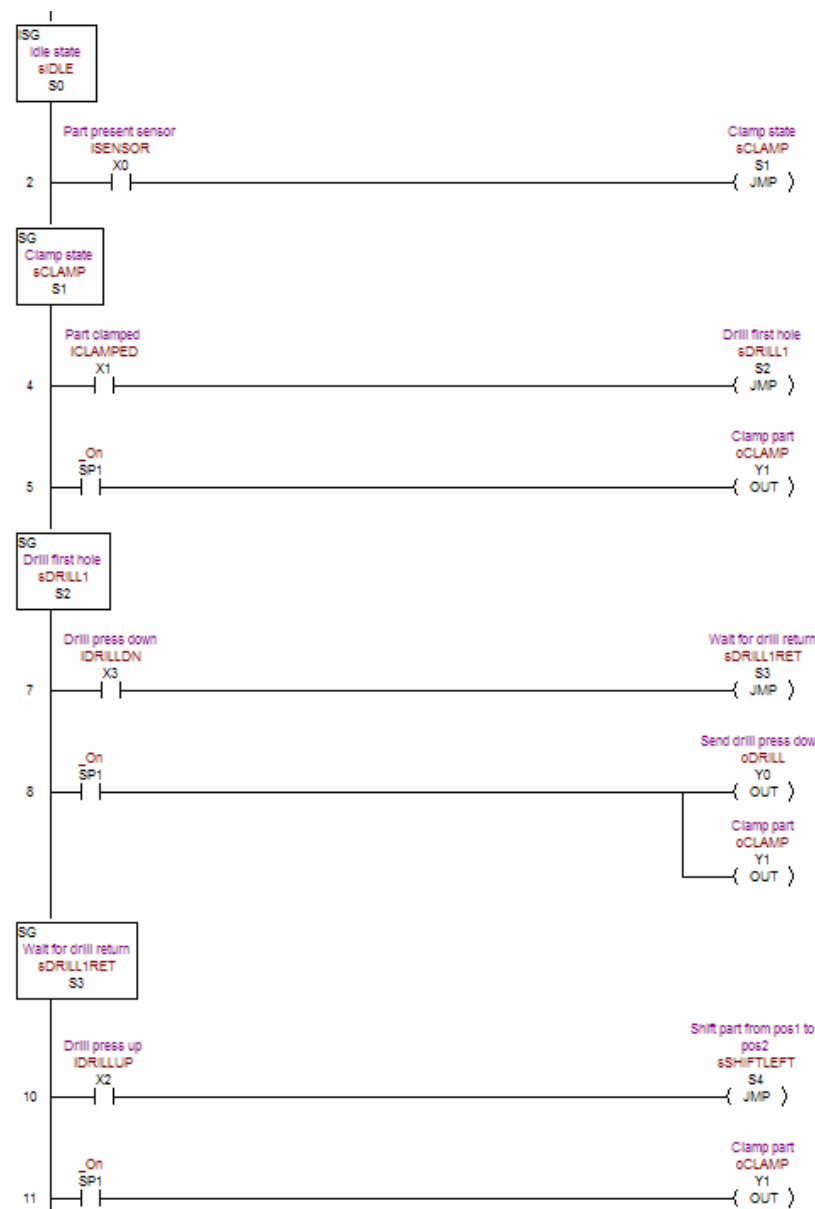 ISG
Idle state
sIDLE
S0
Part present sensor
ISENSOR
X0
Clamp state
sCLAMP
S1
2
JMP
SG
Clamp state
sCLAMP
S1
Part clamped
ICLAMPED
X1
Drill first hole
sDRILL1
S2
4
JMP
_On
SP1
Clamp part
oCLAMP
Y1
5
OUT
SG
Drill first hole
sDRILL1
S2
Drill press down
IDRILLDN
X3
Wait for drill return
sDRILL1RET
S3
7
JMP
_On
SP1
Send drill press dow
oDRILL
Y0
8
OUT
Clamp part
oCLAMP
Y1
OUT
SG
Wait for drill return
sDRILL1RET
S3
Drill press up
IDRILLUP
X2
Shift part from pos1 to
pos2
sSHIFTLEFT
S4
10
JMP
_On
SP1
Clamp part
oCLAMP
Y1
11
OUT